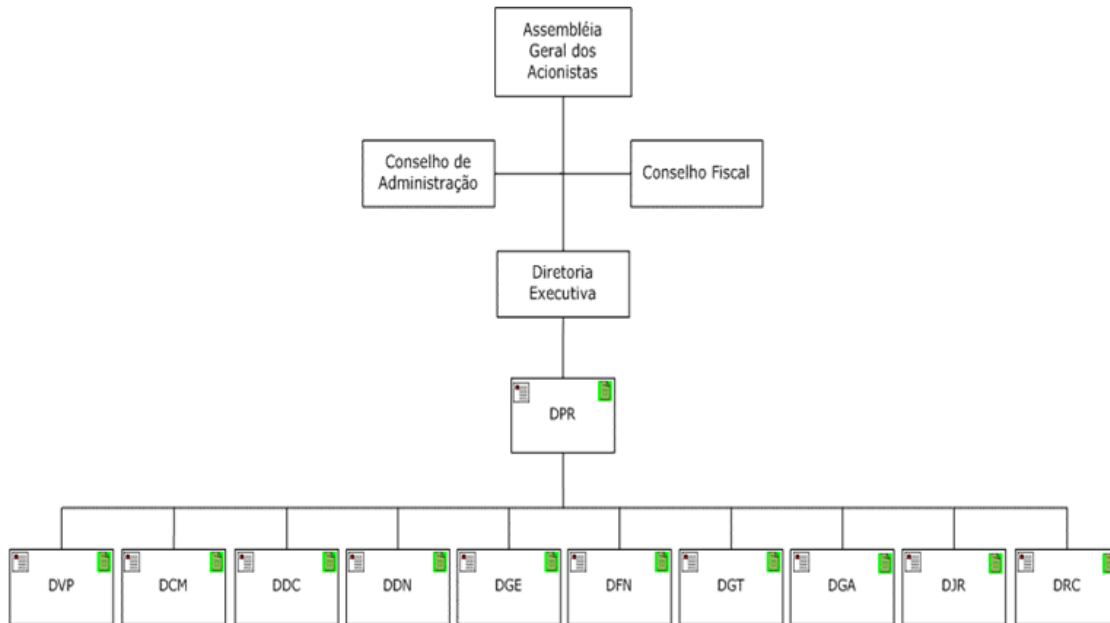 Assembléia
Geral dos
Acionistas
Conselho de
Administração
Conselho Fiscal
Diretoria
Executiva
DPR
DVP
DCM
DDC
DDN
DGE
DFN
DGT
DGA
DJR
DRC